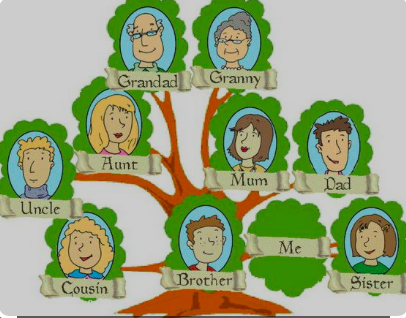 Grandad
Granny
Aunt
Mum
Dad
Uncle
Cousin
Brother
Me
Sister